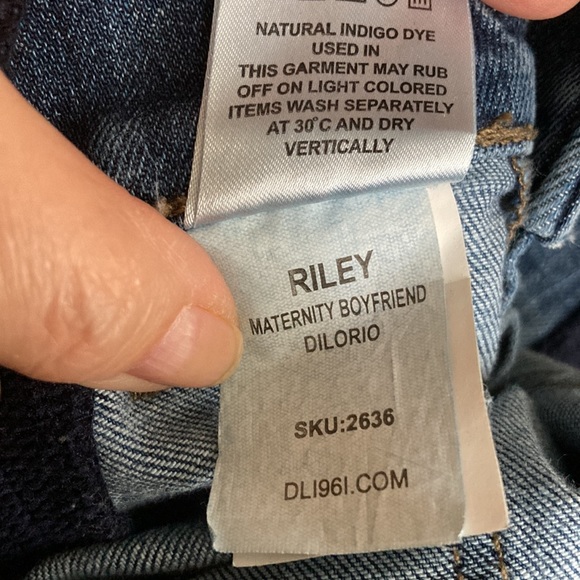 NATURAL INDIGO DYE
USED IN
THIS GARMENT MAY RUB
OFF ON LIGHT COLORED
ITEMS WASH SEPARATELY
AT 30°C AND DRY
VERTICALLY
RILEY
MATERNITY BOYFRIEND
DILORIO
SKU:2636
DL1961.COM